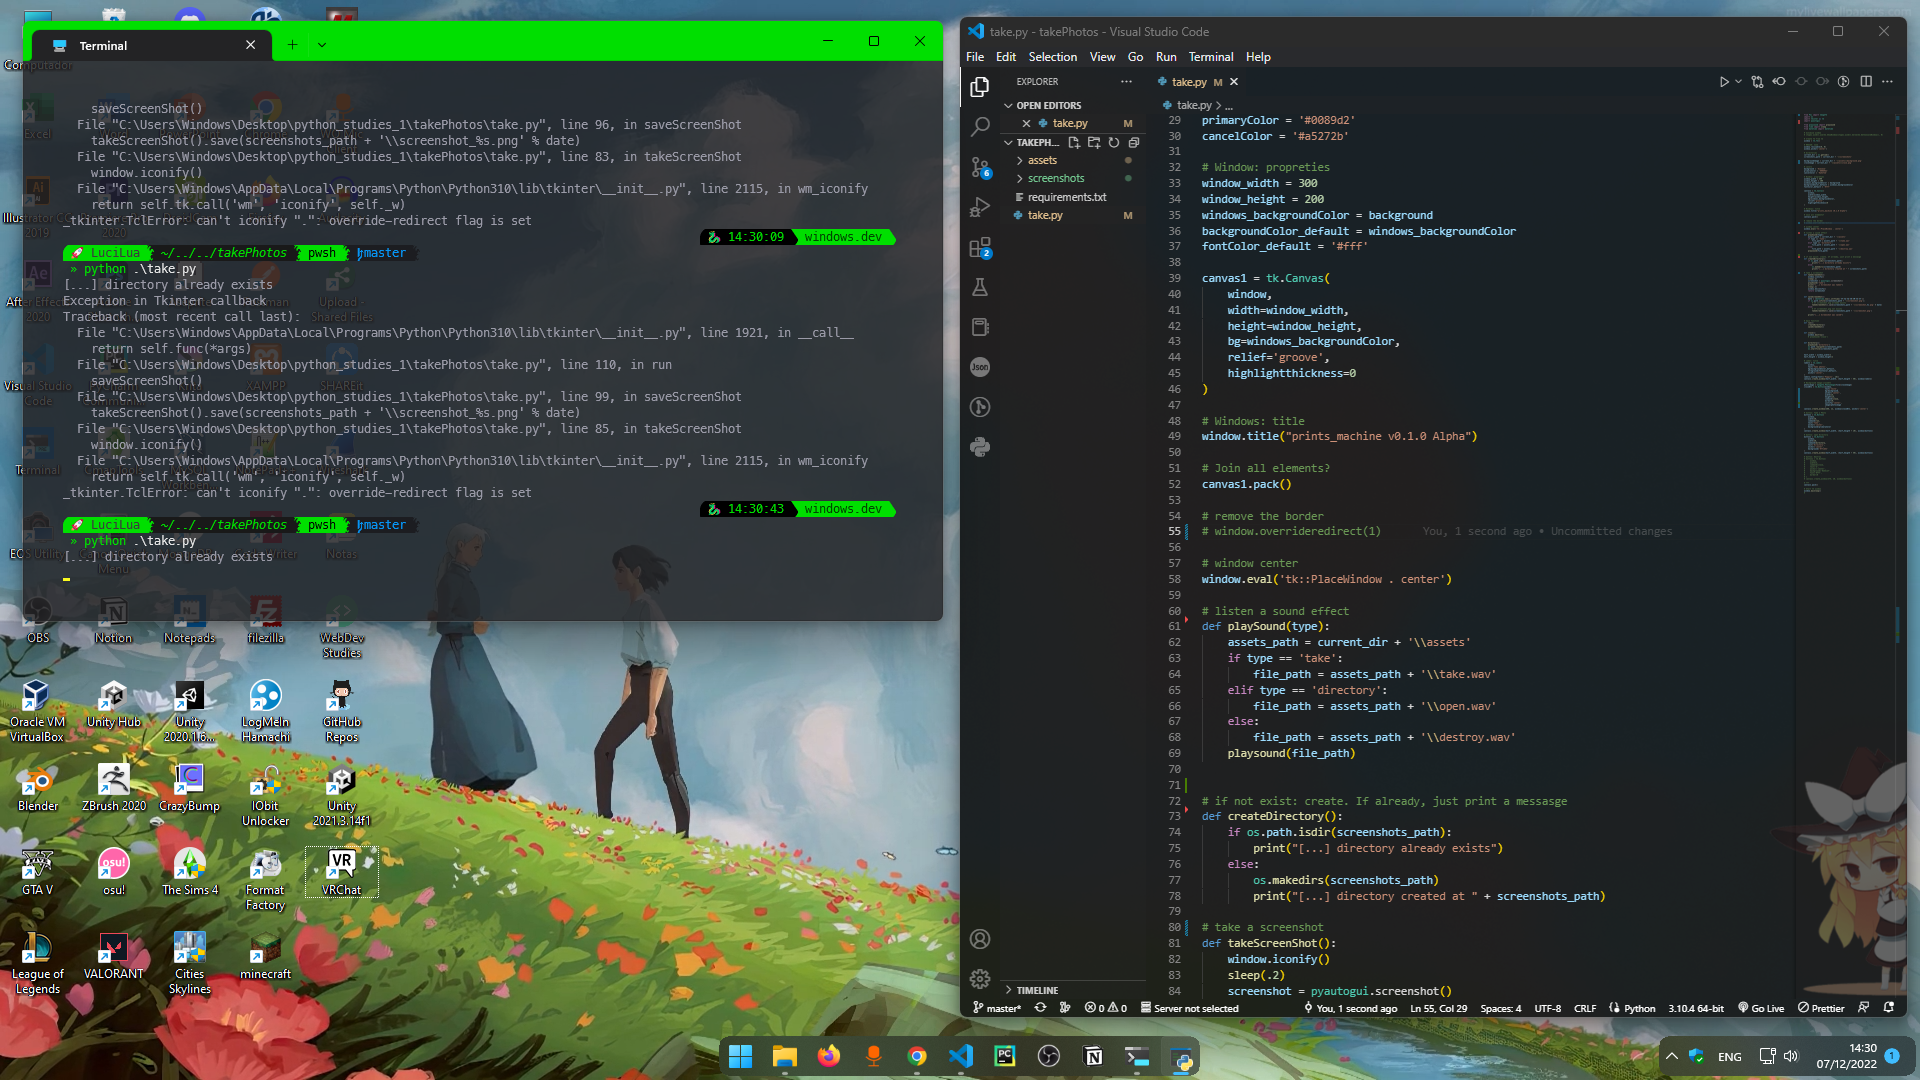 mylivewallpapers.com
Terminal
saveScreenShot()
File "C:\Users\Windows\Desktop\python_studies_1\takePhotos\take.py", line 96, in saveScreenShot
takeScreenShot().save(screenshots_path + '\\screenshot_%s.png' % date)
File "C:\Users\Windows\Desktop\python_studies_1\takePhotos\take.py", line 83, in takeScreenShot
window.iconify()
File "C:\Users\Windows\AppData\Local\Programs\Python\Python310\lib\tkinter\__init__.py", line 2115, in wm_iconify
return self.tk.call('wm', 'iconify', self._w)
_tkinter.TclError: can't iconify ".": override-redirect flag is set
14:30:09 windows.dev
LuciLua ~/../../takePhotos pwsh master
» python .\take.py
[...] directory already exists
Exception in Tkinter callback
Traceback (most recent call last):
File "C:\Users\Windows\AppData\Local\Programs\Python\Python310\lib\tkinter\__init__.py", line 1921, in __call__
return self.func(*args)
File "C:\Users\Windows\Desktop\python_studies_1\takePhotos\take.py", line 110, in run
saveScreenShot()
File "C:\Users\Windows\Desktop\python_studies_1\takePhotos\take.py", line 99, in saveScreenShot
takeScreenShot().save(screenshots_path + '\\screenshot_%s.png' % date)
File "C:\Users\Windows\Desktop\python_studies_1\takePhotos\take.py", line 85, in takeScreenShot
window.iconify()
File "C:\Users\Windows\AppData\Local\Programs\Python\Python310\lib\tkinter\__init__.py", line 2115, in wm_iconify
return self.tk.call('wm', 'iconify', self._w)
_tkinter.TclError: can't iconify ".": override-redirect flag is set
14:30:43 windows.dev
LuciLua ~/../../takePhotos pwsh master
» python .\take.py
[...] directory already exists
OBS Notion Notepads filezilla WebDev Studies
Oracle VM VirtualBox Unity Hub Unity 2020.1.6... LogMeIn Hamachi GitHub Repos
Blender ZBrush 2020 CrazyBump IObit Unlocker Unity 2021.3.14f1
GTA V osu! The Sims 4 Format Factory VRChat
League of Legends VALORANT Cities Skylines minecraft
take.py - takePhotos - Visual Studio Code
File Edit Selection View Go Run Terminal Help
EXPLORER
OPEN EDITORS
take.py M
TAKEPH...
assets
screenshots
requirements.txt
take.py M
TIMELINE
take.py M
take.py > ...
29 primaryColor = '#0089d2'
30 cancelColor = '#a5272b'
31
32 # Window: propreties
33 window_width = 300
34 window_height = 200
35 windows_backgroundColor = background
36 backgroundColor_default = windows_backgroundColor
37 fontColor_default = '#fff'
38
39 canvas1 = tk.Canvas(
40 window,
41 width=window_width,
42 height=window_height,
43 bg=windows_backgroundColor,
44 relief='groove',
45 highlightthickness=0
46 )
47
48 # Windows: title
49 window.title("prints_machine v0.1.0 Alpha")
50
51 # Join all elements?
52 canvas1.pack()
53
54 # remove the border
55 # window.overrideredirect(1) You, 1 second ago • Uncommitted changes
56
57 # window center
58 window.eval('tk::PlaceWindow . center')
59
60 # listen a sound effect
61 def playSound(type):
62 assets_path = current_dir + '\\assets'
63 if type == 'take':
64 file_path = assets_path + '\\take.wav'
65 elif type == 'directory':
66 file_path = assets_path + '\\open.wav'
67 else:
68 file_path = assets_path + '\\destroy.wav'
69 playsound(file_path)
70
71
72 # if not exist: create. If already, just print a messasge
73 def createDirectory():
74 if os.path.isdir(screenshots_path):
75 print("[...] directory already exists")
76 else:
77 os.makedirs(screenshots_path)
78 print("[...] directory created at " + screenshots_path)
79
80 # take a screenshot
81 def takeScreenShot():
82 window.iconify()
83 sleep(.2)
84 screenshot = pyautogui.screenshot()
master* 0 0 Server not selected You, 1 second ago Ln 55, Col 29 Spaces: 4 UTF-8 CRLF Python 3.10.4 64-bit Go Live Prettier
ENG 14:30
07/12/2022 1